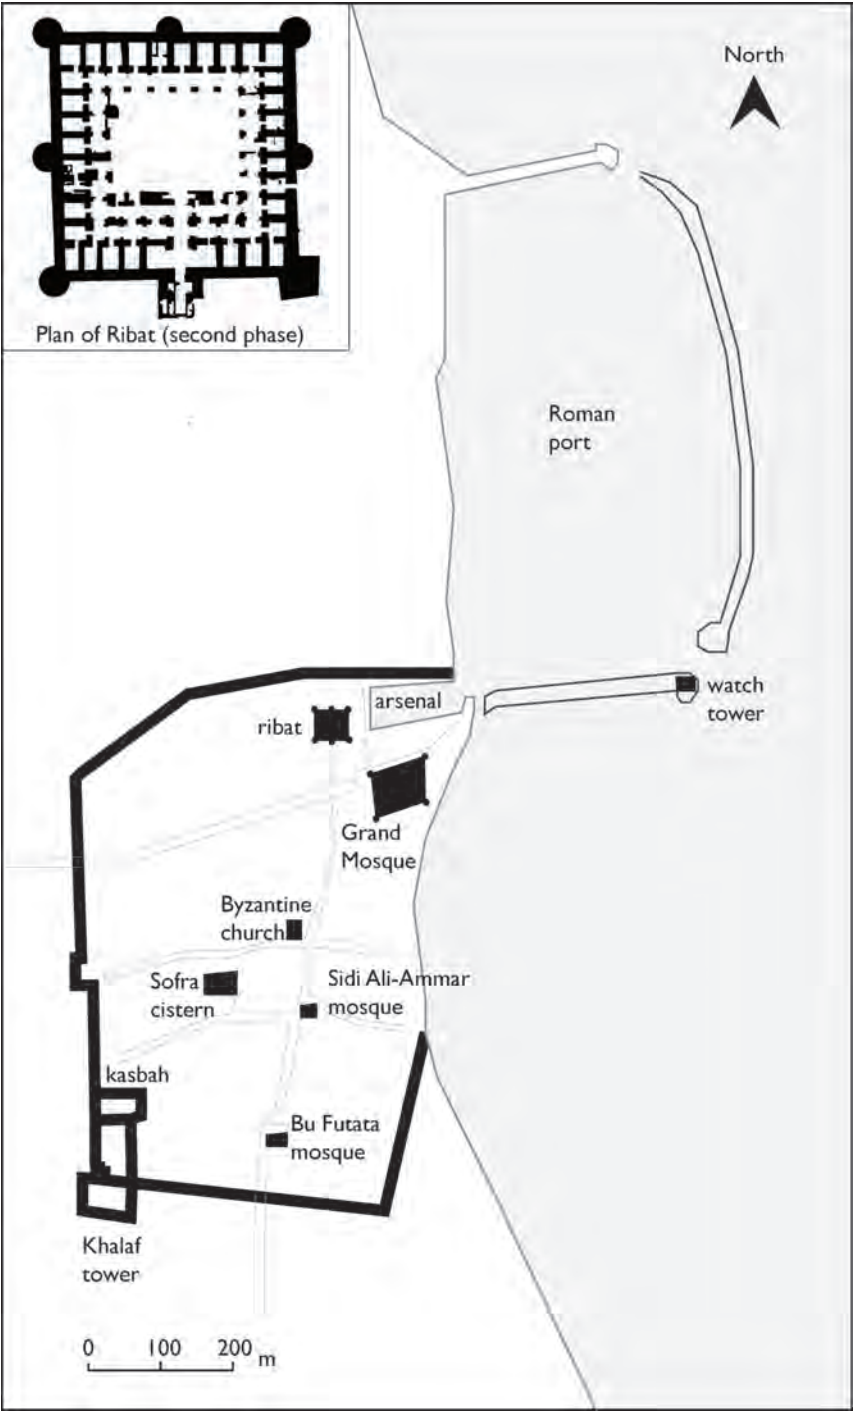 North
Plan of Ribat (second phase)
Roman
port
arsenal
watch
tower
ribat
Grand
Mosque
Byzantine
church
Sofra
cistern
Sidi Ali-Ammar
mosque
kasbah
Bu Futata
mosque
Khalaf
tower
0 100 200 m